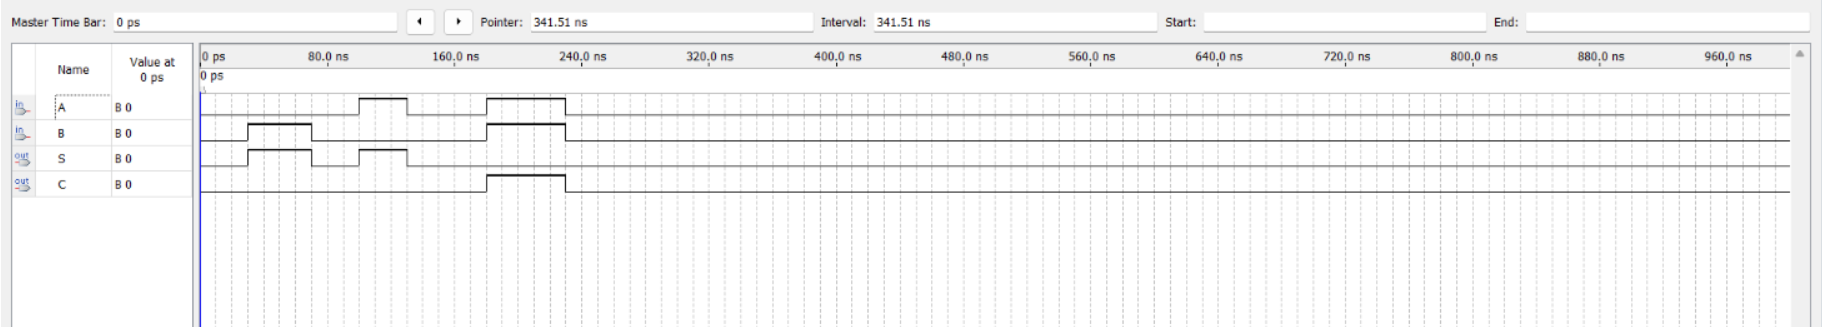 Master Time Bar: 0 ps Pointer: 341.51 ns Interval: 341.51 ns Start: End:
Name Value at 0 ps
0 ps 80.0 ns 160.0 ns 240.0 ns 320.0 ns 400.0 ns 480.0 ns 560.0 ns 640.0 ns 720.0 ns 800.0 ns 880.0 ns 960.0 ns
0 ps
in A B 0
in B B 0
out S B 0
out C B 0